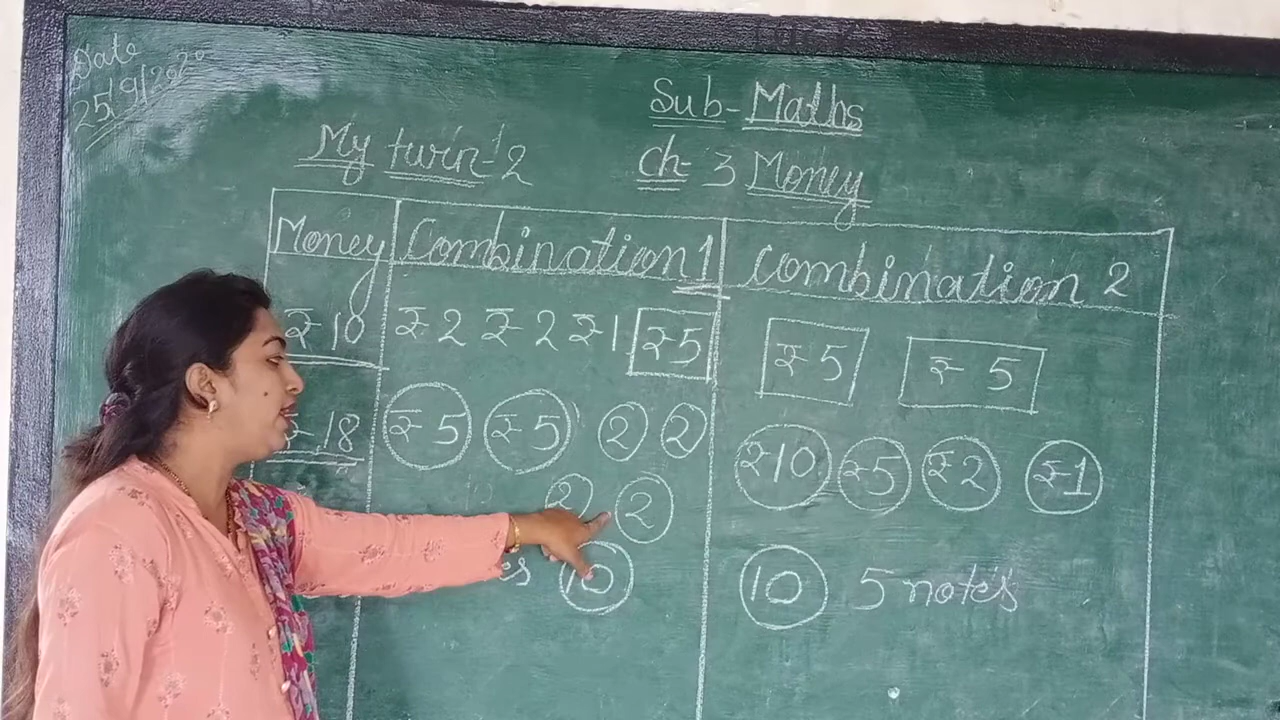 Date
25/9/2020
Sub- Maths
My twin-2
Ch- 3 Money
Money Combination 1 Combination 2
₹ 10 ₹ 2 ₹ 2 ₹ 1 ₹ 5 ₹ 5 ₹ 5
₹ 18 ₹ 5 ₹ 5 2 2 ₹ 10 ₹ 5 ₹ 2 ₹ 1
2 2
10 10 5 notes